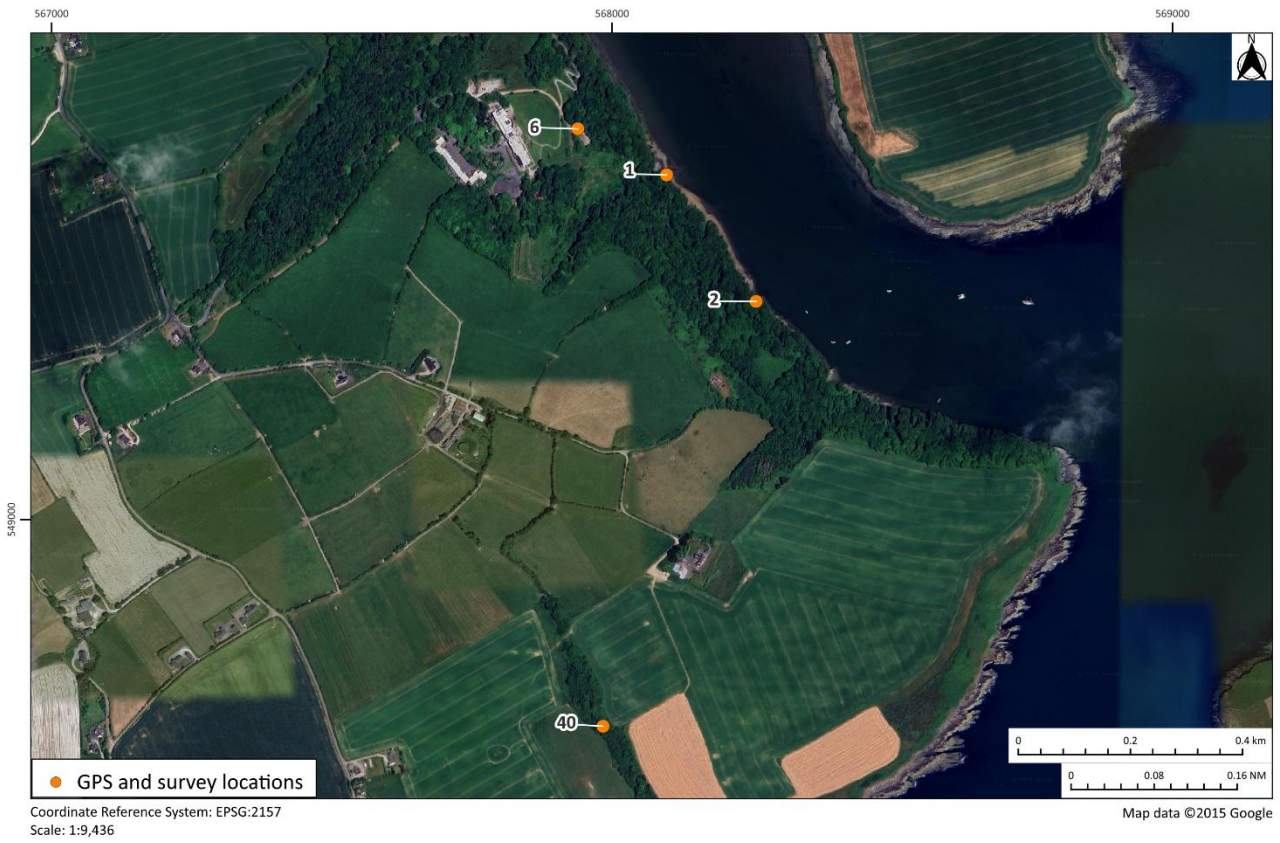 567000
568000
569000
N
6
1
2
549000
40
0 0.2 0.4 km
0 0.08 0.16 NM
GPS and survey locations
Coordinate Reference System: EPSG:2157
Map data ©2015 Google
Scale: 1:9,436